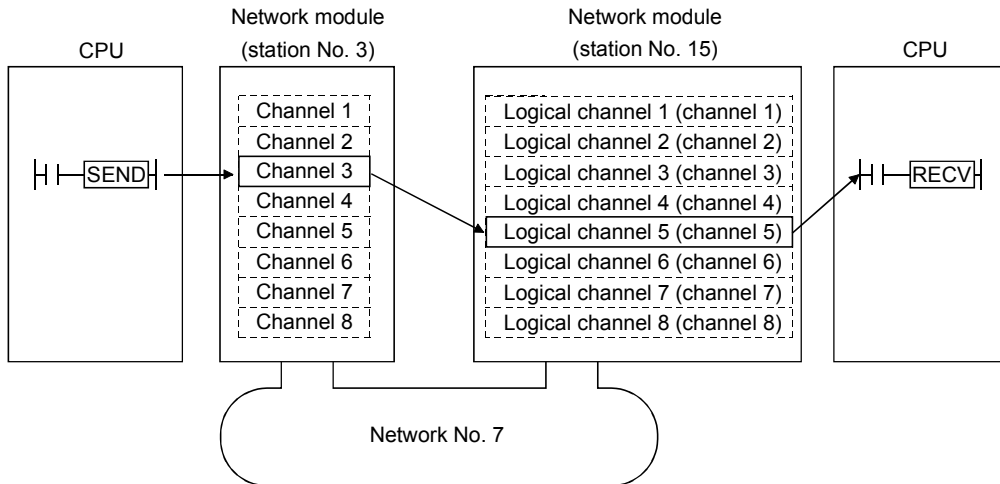 CPU
Network module
(station No. 3)
Network module
(station No. 15)
CPU
SEND
Channel 1
Channel 2
Channel 3
Channel 4
Channel 5
Channel 6
Channel 7
Channel 8
Logical channel 1 (channel 1)
Logical channel 2 (channel 2)
Logical channel 3 (channel 3)
Logical channel 4 (channel 4)
Logical channel 5 (channel 5)
Logical channel 6 (channel 6)
Logical channel 7 (channel 7)
Logical channel 8 (channel 8)
RECV
Network No. 7